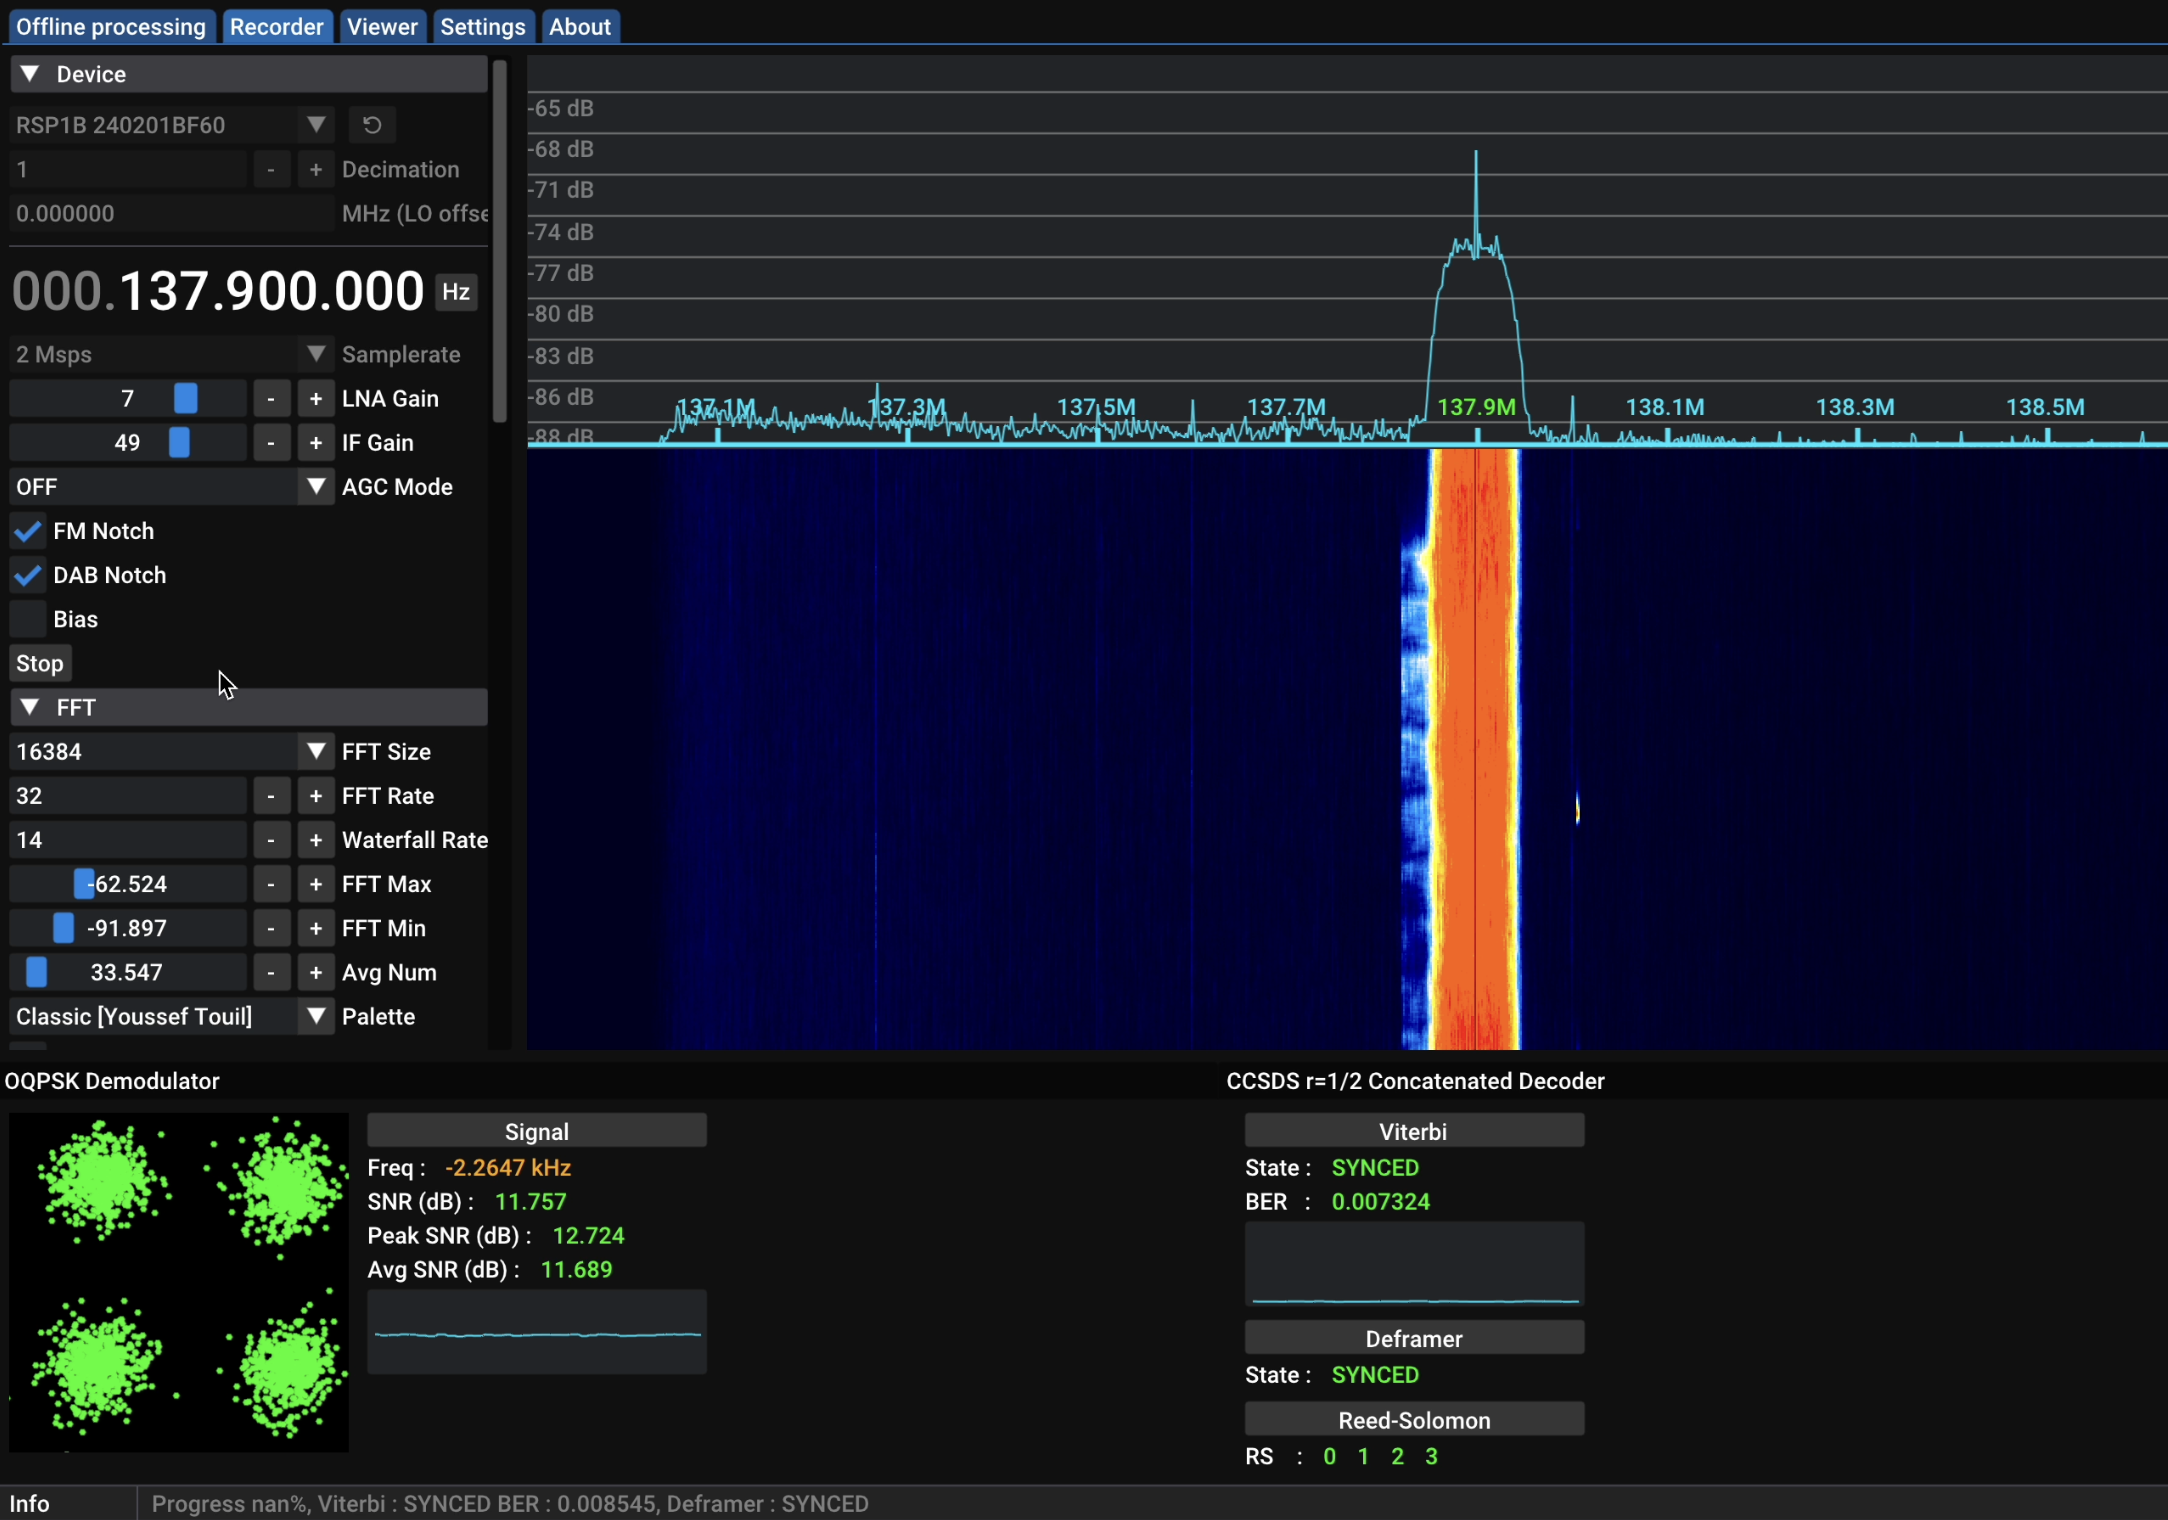 Offline processing Recorder Viewer Settings About
Device
RSP1B 240201BF60
1 - + Decimation
0.000000 MHz (LO offse
000.137.900.000 Hz
2 Msps Samplerate
7 - + LNA Gain
49 - + IF Gain
OFF AGC Mode
FM Notch
DAB Notch
Bias
Stop
FFT
16384 FFT Size
32 - + FFT Rate
14 - + Waterfall Rate
-62.524 - + FFT Max
-91.897 - + FFT Min
33.547 - + Avg Num
Classic [Youssef Touil] Palette
-65 dB
-68 dB
-71 dB
-74 dB
-77 dB
-80 dB
-83 dB
-86 dB
137.1M 137.3M 137.5M 137.7M 137.9M 138.1M 138.3M 138.5M
-88 dB
OQPSK Demodulator
Signal
Freq : -2.2647 kHz
SNR (dB) : 11.757
Peak SNR (dB) : 12.724
Avg SNR (dB) : 11.689
CCSDS r=1/2 Concatenated Decoder
Viterbi
State : SYNCED
BER : 0.007324
Deframer
State : SYNCED
Reed-Solomon
RS : 0 1 2 3
Info Progress nan%, Viterbi : SYNCED BER : 0.008545, Deframer : SYNCED